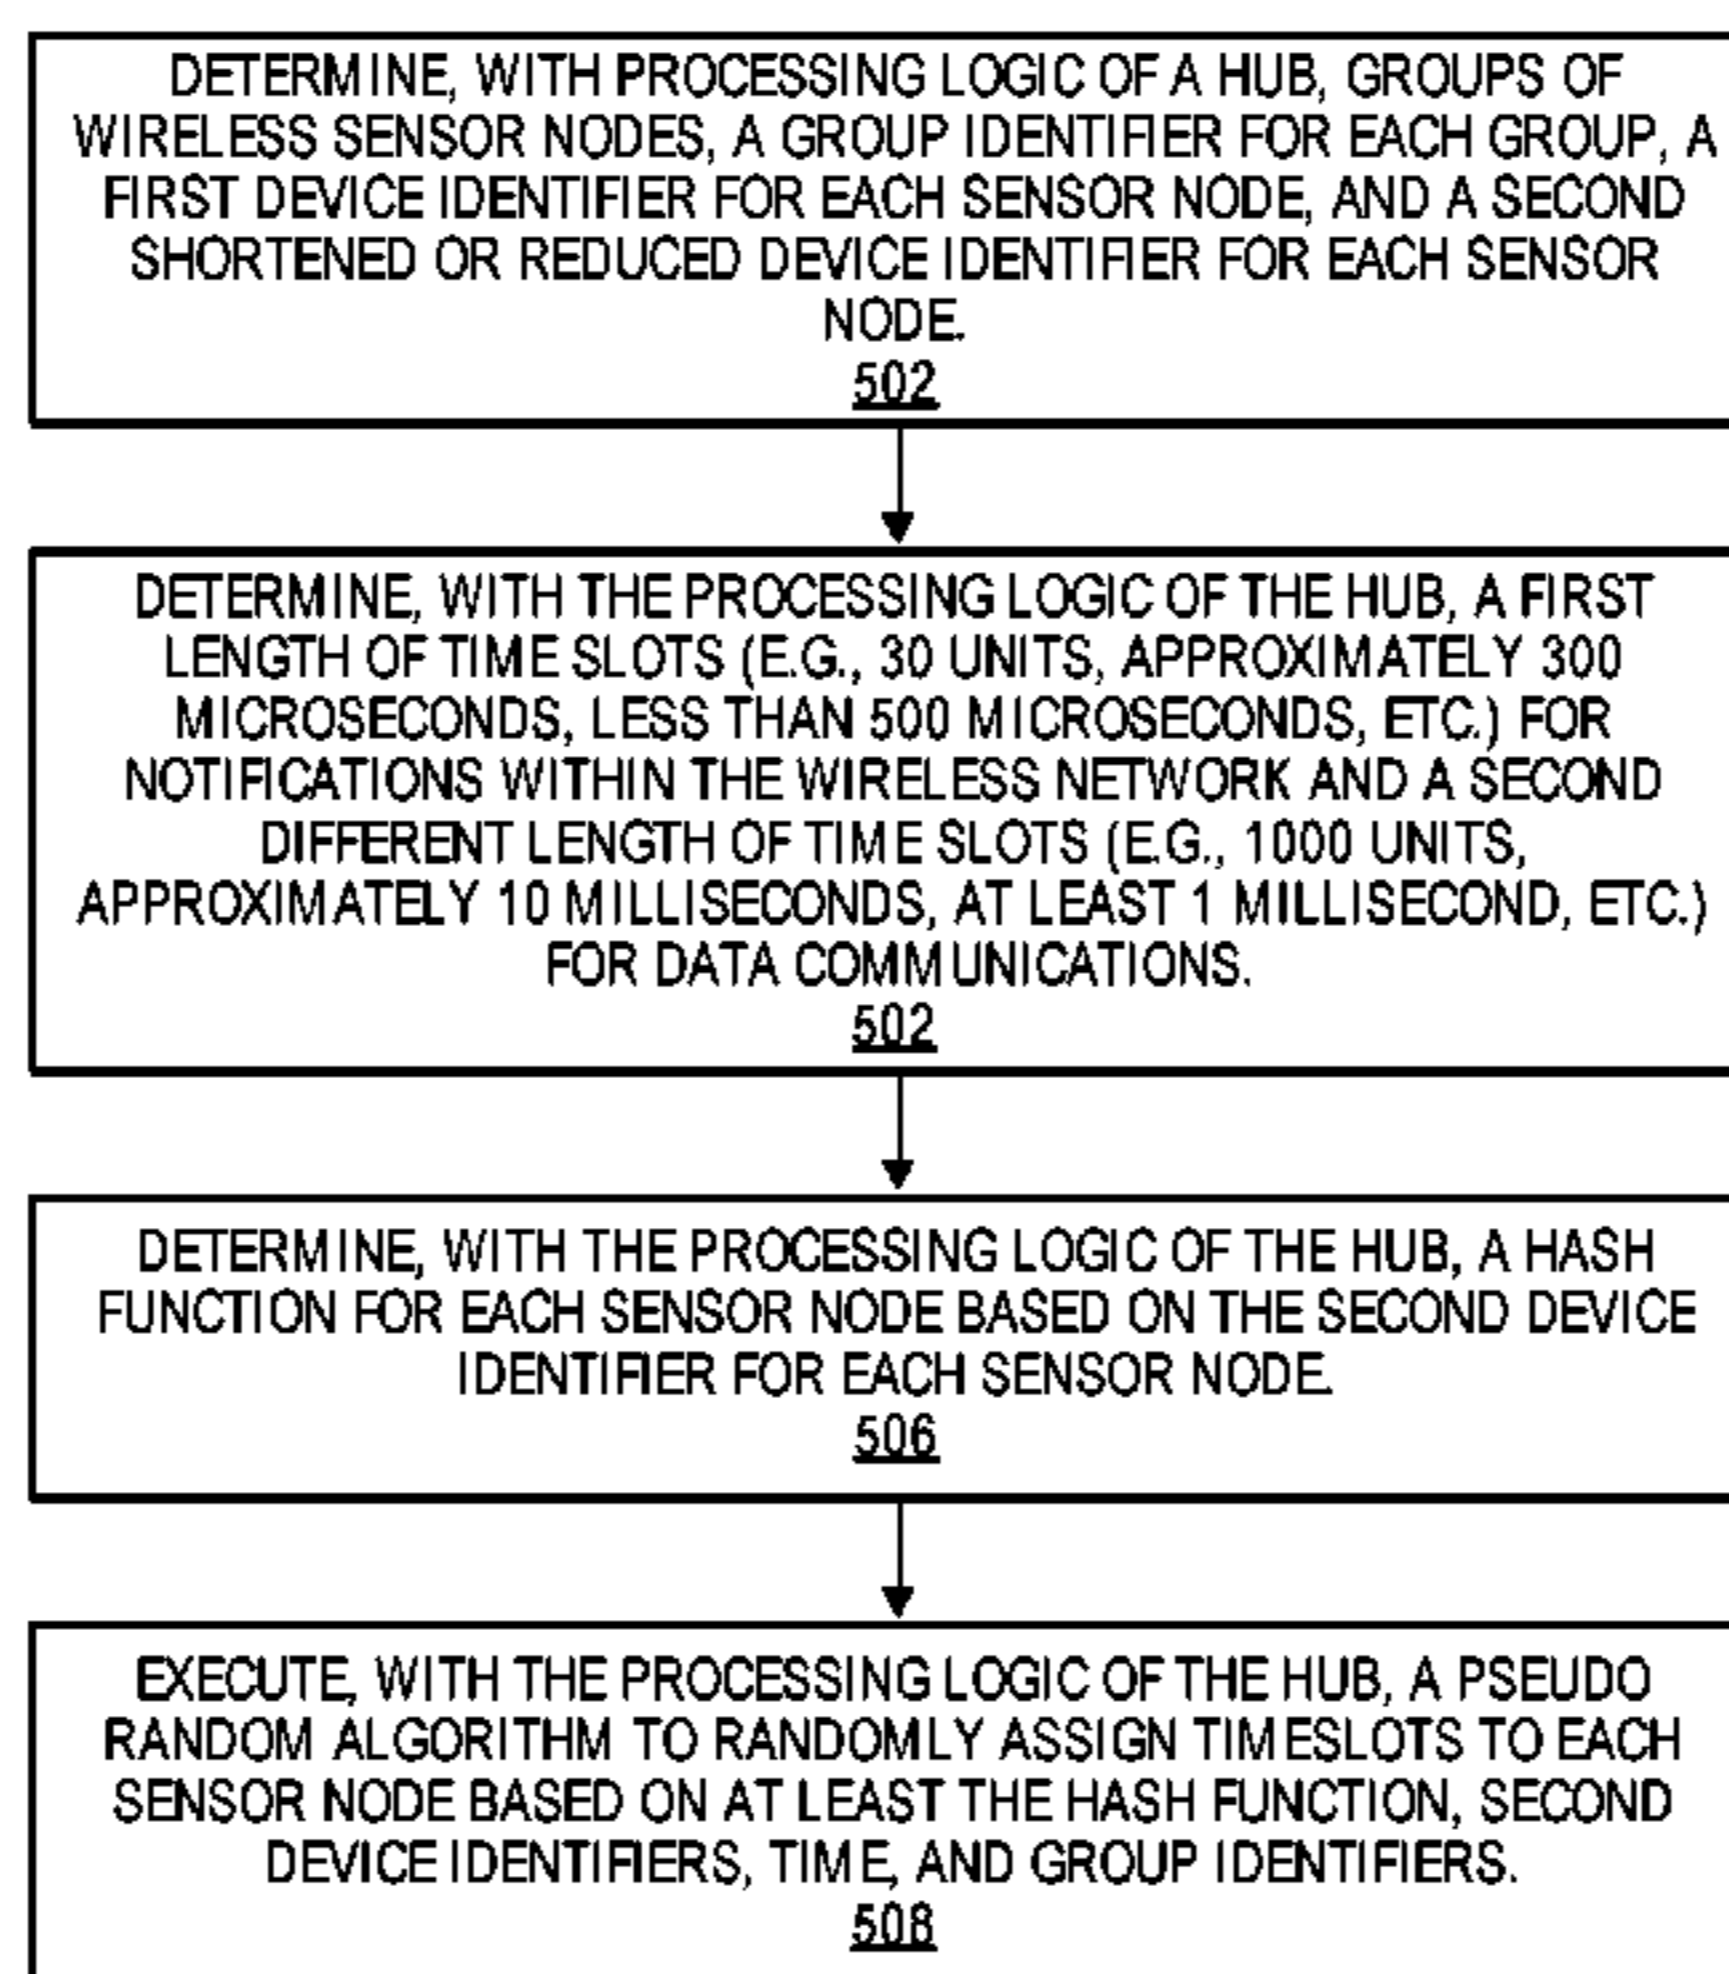 DETERMINE, WITH PROCESSING LOGIC OF A HUB, GROUPS OF
WIRELESS SENSOR NODES, A GROUP IDENTIFIER FOR EACH GROUP, A
FIRST DEVICE IDENTIFIER FOR EACH SENSOR NODE, AND A SECOND
SHORTENED OR REDUCED DEVICE IDENTIFIER FOR EACH SENSOR
NODE.
502
DETERMINE, WITH THE PROCESSING LOGIC OF THE HUB, A FIRST
LENGTH OF TIME SLOTS (E.G., 30 UNITS, APPROXIMATELY 300
MICROSECONDS, LESS THAN 500 MICROSECONDS, ETC.) FOR
NOTIFICATIONS WITHIN THE WIRELESS NETWORK AND A SECOND
DIFFERENT LENGTH OF TIME SLOTS (E.G., 1000 UNITS,
APPROXIMATELY 10 MILLISECONDS, AT LEAST 1 MILLISECOND, ETC.)
FOR DATA COMMUNICATIONS.
502
DETERMINE, WITH THE PROCESSING LOGIC OF THE HUB, A HASH
FUNCTION FOR EACH SENSOR NODE BASED ON THE SECOND DEVICE
IDENTIFIER FOR EACH SENSOR NODE.
506
EXECUTE, WITH THE PROCESSING LOGIC OF THE HUB, A PSEUDO
RANDOM ALGORITHM TO RANDOMLY ASSIGN TIMESLOTS TO EACH
SENSOR NODE BASED ON AT LEAST THE HASH FUNCTION, SECOND
DEVICE IDENTIFIERS, TIME, AND GROUP IDENTIFIERS.
508